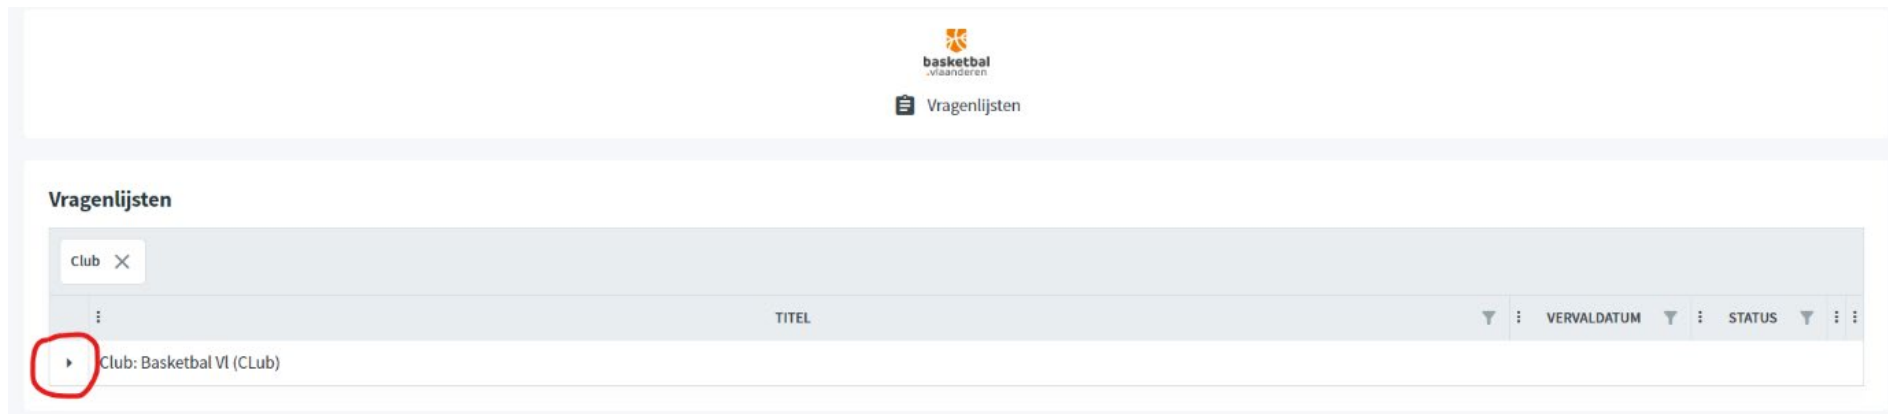 basketbal
.vlaanderen
Vragenlijsten
Vragenlijsten
Club
TITEL VERVALDATUM STATUS
Club: Basketbal Vl (CLub)